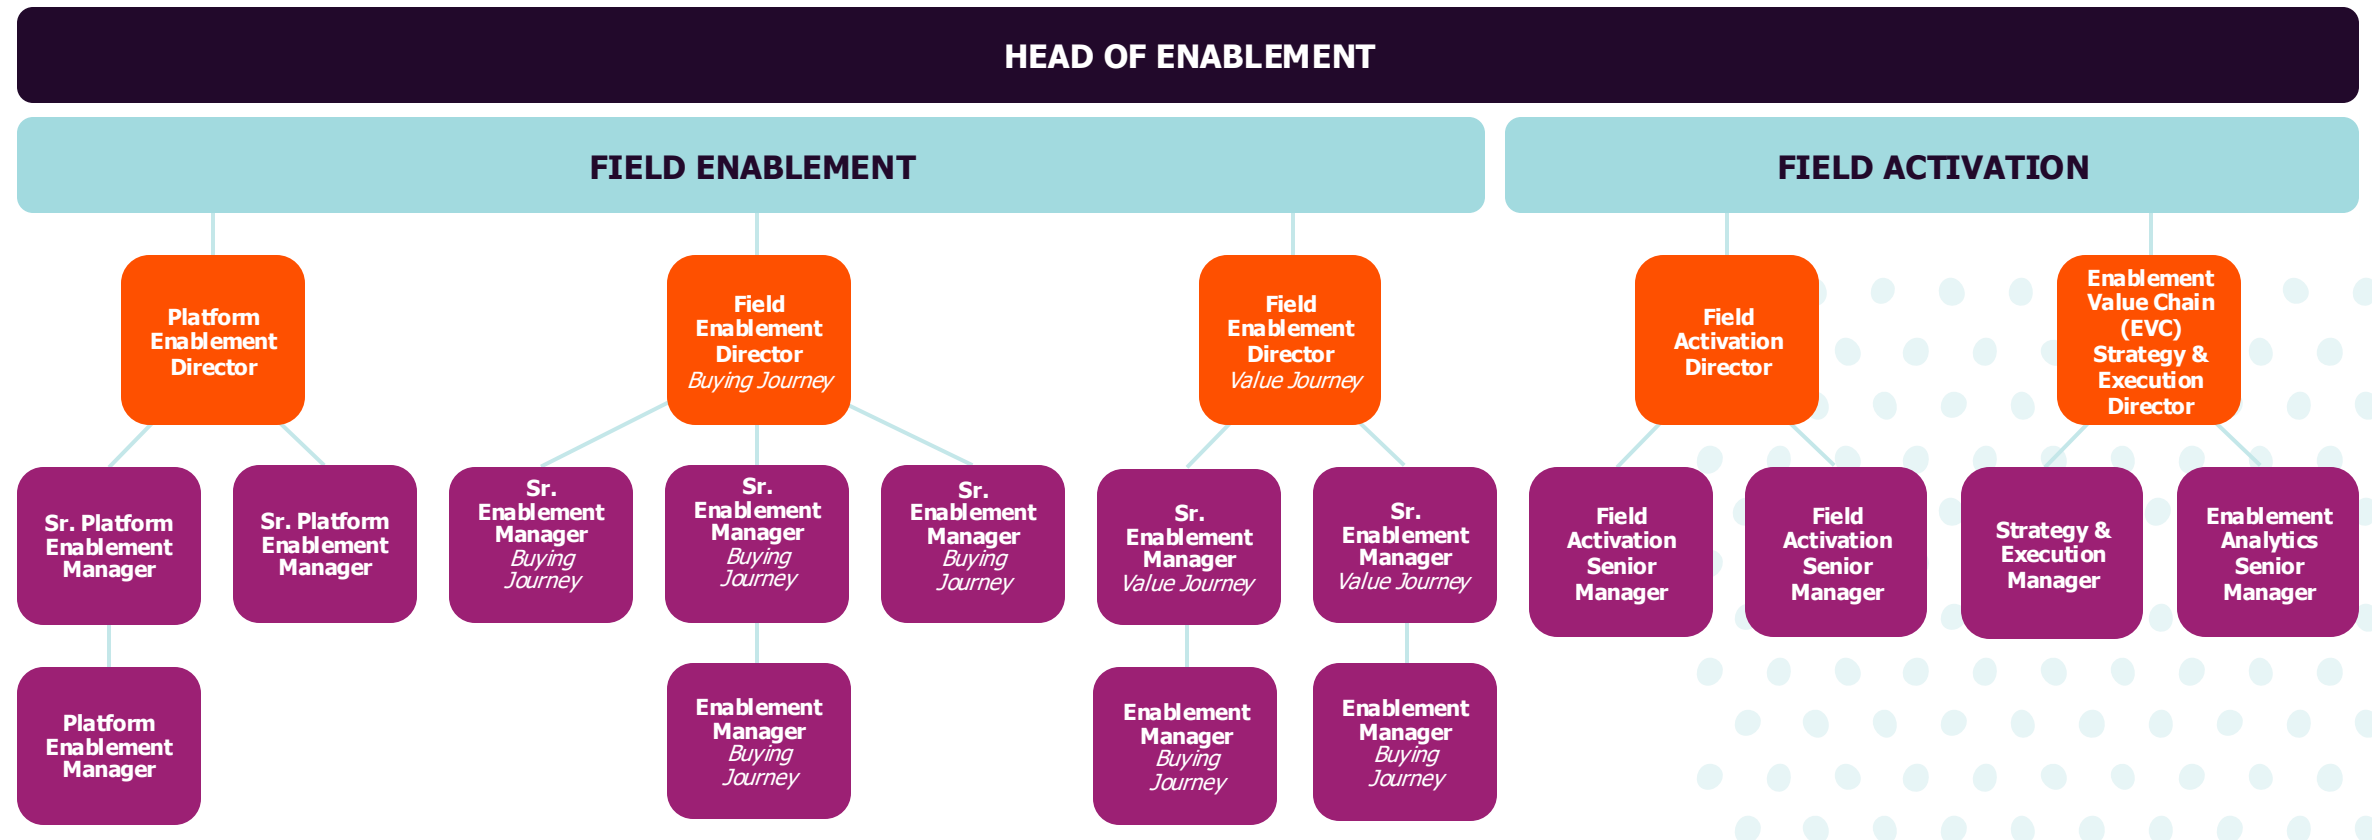 HEAD OF ENABLEMENT
FIELD ENABLEMENT
FIELD ACTIVATION
Platform
Enablement
Director
Field
Enablement
Director
Buying Journey
Field
Enablement
Director
Value Journey
Field
Activation
Director
Enablement
Value Chain
(EVC)
Strategy &
Execution
Director
Sr. Platform
Enablement
Manager
Sr. Platform
Enablement
Manager
Sr.
Enablement
Manager
Buying
Journey
Sr.
Enablement
Manager
Buying
Journey
Sr.
Enablement
Manager
Buying
Journey
Sr.
Enablement
Manager
Value Journey
Sr.
Enablement
Manager
Value Journey
Field
Activation
Senior
Manager
Field
Activation
Senior
Manager
Strategy &
Execution
Manager
Enablement
Analytics
Senior
Manager
Platform
Enablement
Manager
Enablement
Manager
Buying
Journey
Enablement
Manager
Buying
Journey
Enablement
Manager
Buying
Journey